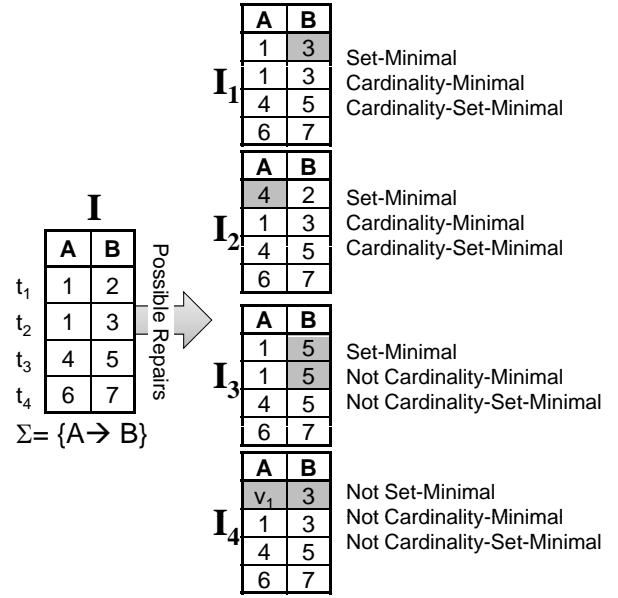 I
A B
t1 1 2
t2 1 3
t3 4 5
t4 6 7
Σ= {A→ B}
Possible Repairs
I1
A B
1 3
1 3
4 5
6 7
Set-Minimal
Cardinality-Minimal
Cardinality-Set-Minimal
I2
A B
4 2
1 3
4 5
6 7
Set-Minimal
Cardinality-Minimal
Cardinality-Set-Minimal
I3
A B
1 5
1 5
4 5
6 7
Set-Minimal
Not Cardinality-Minimal
Not Cardinality-Set-Minimal
I4
A B
v1 3
1 3
4 5
6 7
Not Set-Minimal
Not Cardinality-Minimal
Not Cardinality-Set-Minimal